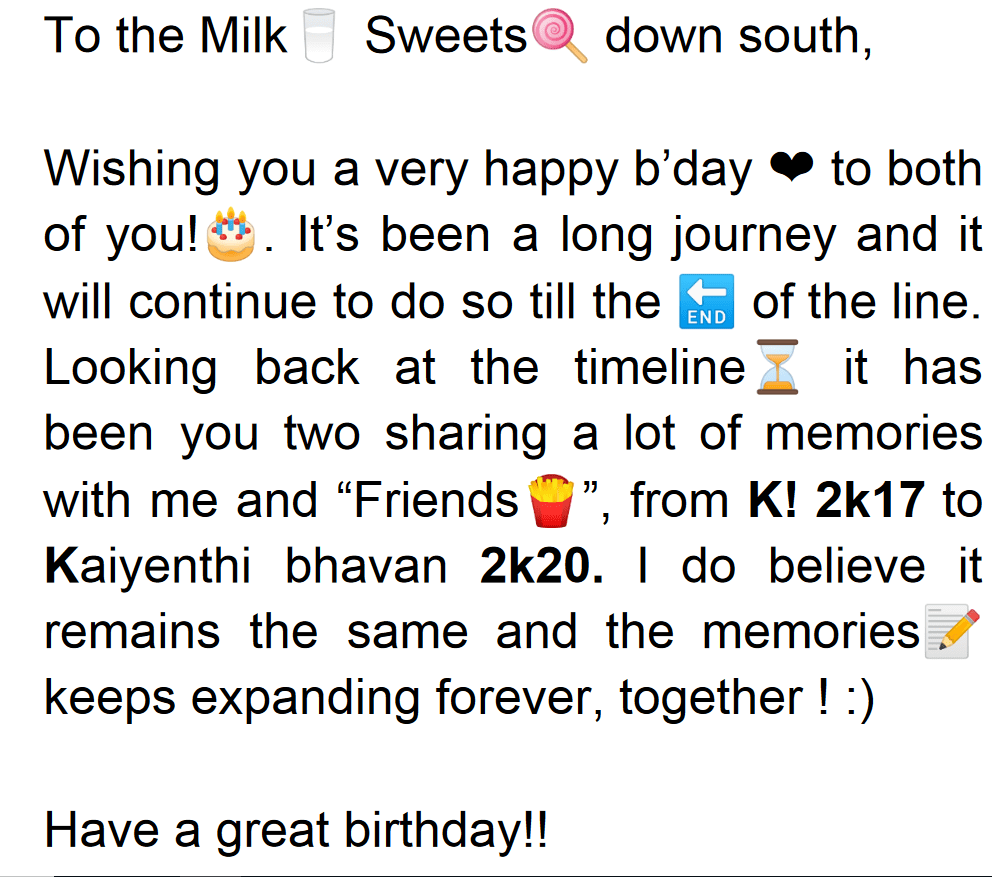 To the Milk🥛 Sweets🍭 down south,
Wishing you a very happy b’day ❤ to both
of you!🎂. It’s been a long journey and it
will continue to do so till the 🔚 of the line.
Looking back at the timeline⏳ it has
been you two sharing a lot of memories
with me and “Friends🍟”, from K! 2k17 to
Kaiyenthi bhavan 2k20. I do believe it
remains the same and the memories📝
keeps expanding forever, together ! :)
Have a great birthday!!